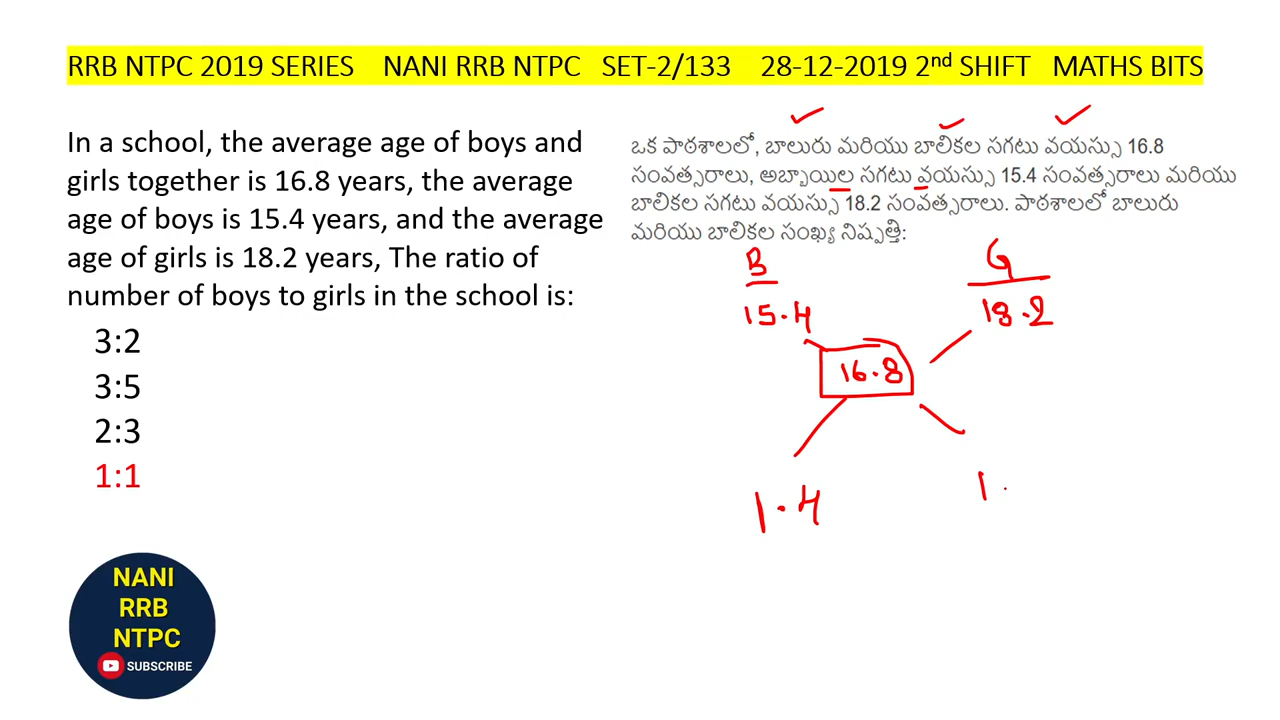 RRB NTPC 2019 SERIES NANI RRB NTPC SET-2/133 28-12-2019 2nd SHIFT MATHS BITS
In a school, the average age of boys and
girls together is 16.8 years, the average
age of boys is 15.4 years, and the average
age of girls is 18.2 years, The ratio of
number of boys to girls in the school is:
3:2
3:5
2:3
1:1
ఒక పాఠశాలలో, బాలురు మరియు బాలికల సగటు వయస్సు 16.8
సంవత్సరాలు, అబ్బాయిల సగటు వయస్సు 15.4 సంవత్సరాలు మరియు
బాలికల సగటు వయస్సు 18.2 సంవత్సరాలు. పాఠశాలలో బాలురు
మరియు బాలికల సంఖ్య నిష్పత్తి:
B G
15.4 18.2
16.8
1.4 1.
NANI
RRB
NTPC
SUBSCRIBE